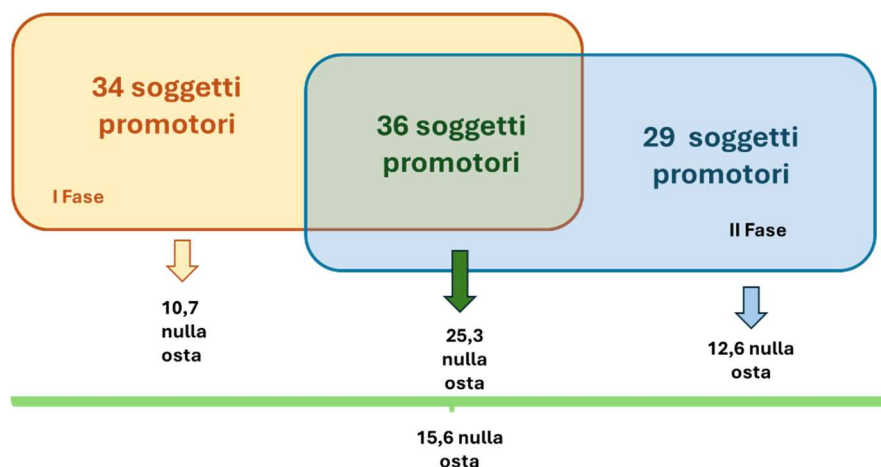 34 soggetti
promotori
I Fase
36 soggetti
promotori
29 soggetti
promotori
II Fase
10,7
nulla
osta
25,3
nulla
osta
12,6 nulla
osta
15,6 nulla
osta